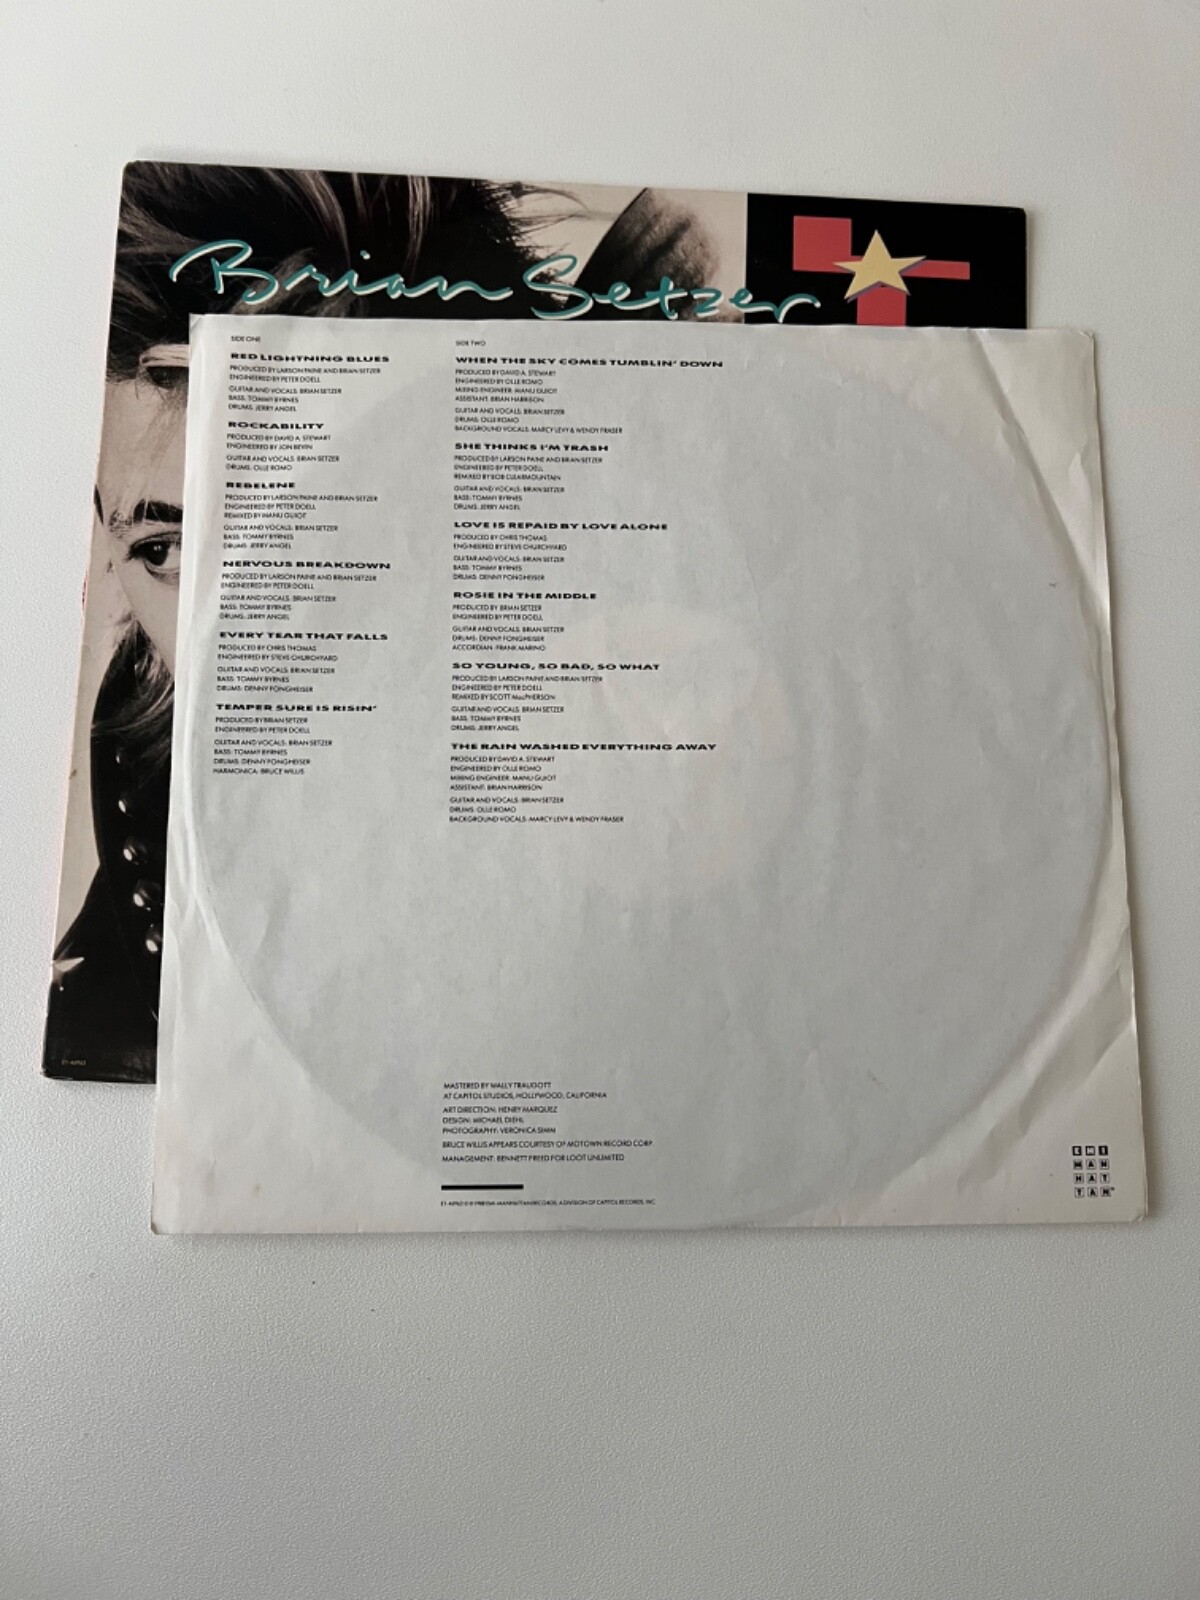 Brian Setzer
SIDE ONE
RED LIGHTNING BLUES
PRODUCED BY LARSON PAINE AND BRIAN SETZER
ENGINEERED BY PETER DOELL
GUITAR AND VOCALS: BRIAN SETZER
BASS: TOMMY BYRNES
DRUMS: JERRY ANGEL
ROCKABILITY
PRODUCED BY DAVID A. STEWART
ENGINEERED BY JON BEVIN
GUITAR AND VOCALS: BRIAN SETZER
DRUMS: OLLE ROMO
REBELENE
PRODUCED BY LARSON PAINE AND BRIAN SETZER
ENGINEERED BY PETER DOELL
REMIXED BY MANU GUIOT
GUITAR AND VOCALS: BRIAN SETZER
BASS: TOMMY BYRNES
DRUMS: JERRY ANGEL
NERVOUS BREAKDOWN
PRODUCED BY LARSON PAINE AND BRIAN SETZER
ENGINEERED BY PETER DOELL
GUITAR AND VOCALS: BRIAN SETZER
BASS: TOMMY BYRNES
DRUMS: JERRY ANGEL
EVERY TEAR THAT FALLS
PRODUCED BY CHRIS THOMAS
ENGINEERED BY STEVE CHURCHYARD
GUITAR AND VOCALS: BRIAN SETZER
BASS: TOMMY BYRNES
DRUMS: DENNY FONGHEISER
TEMPER SURE IS RISIN'
PRODUCED BY BRIAN SETZER
ENGINEERED BY PETER DOELL
GUITAR AND VOCALS: BRIAN SETZER
BASS: TOMMY BYRNES
DRUMS: DENNY FONGHEISER
HARMONICA: BRUCE WILLIS
SIDE TWO
WHEN THE SKY COMES TUMBLIN' DOWN
PRODUCED BY DAVID A. STEWART
ENGINEERED BY OLLE ROMO
MIXING ENGINEER: MANU GUIOT
ASSISTANT: BRIAN HARRISON
GUITAR AND VOCALS: BRIAN SETZER
DRUMS: OLLE ROMO
BACKGROUND VOCALS: MARCY LEVY & WENDY FRASER
SHE THINKS I'M TRASH
PRODUCED BY LARSON PAINE AND BRIAN SETZER
ENGINEERED BY PETER DOELL
REMIXED BY BOB CLEARMOUNTAIN
GUITAR AND VOCALS: BRIAN SETZER
BASS: TOMMY BYRNES
DRUMS: JERRY ANGEL
LOVE IS REPAID BY LOVE ALONE
PRODUCED BY CHRIS THOMAS
ENGINEERED BY STEVE CHURCHYARD
GUITAR AND VOCALS: BRIAN SETZER
BASS: TOMMY BYRNES
DRUMS: DENNY FONGHEISER
ROSIE IN THE MIDDLE
PRODUCED BY BRIAN SETZER
ENGINEERED BY PETER DOELL
GUITAR AND VOCALS: BRIAN SETZER
DRUMS: DENNY FONGHEISER
ACCORDIAN: FRANK MARINO
SO YOUNG, SO BAD, SO WHAT
PRODUCED BY LARSON PAINE AND BRIAN SETZER
ENGINEERED BY PETER DOELL
REMIXED BY SCOTT MacPHERSON
GUITAR AND VOCALS: BRIAN SETZER
BASS: TOMMY BYRNES
DRUMS: JERRY ANGEL
THE RAIN WASHED EVERYTHING AWAY
PRODUCED BY DAVID A. STEWART
ENGINEERED BY OLLE ROMO
MIXING ENGINEER: MANU GUIOT
ASSISTANT: BRIAN HARRISON
GUITAR AND VOCALS: BRIAN SETZER
DRUMS: OLLE ROMO
BACKGROUND VOCALS: MARCY LEVY & WENDY FRASER
MASTERED BY WALLY TRAUGOTT
AT CAPITOL STUDIOS, HOLLYWOOD, CALIFORNIA
ART DIRECTION: HENRY MARQUEZ
DESIGN: MICHAEL DIEHL
PHOTOGRAPHY: VERONICA SIMM
BRUCE WILLIS APPEARS COURTESY OF MOTOWN RECORD CORP.
MANAGEMENT: BENNETT FREED FOR LOOT UNLIMITED
E1-46963 © ℗ 1988 EMI-MANHATTAN RECORDS, A DIVISION OF CAPITOL RECORDS, INC.
EMI
MAN
HAT
TAN
E1-46963